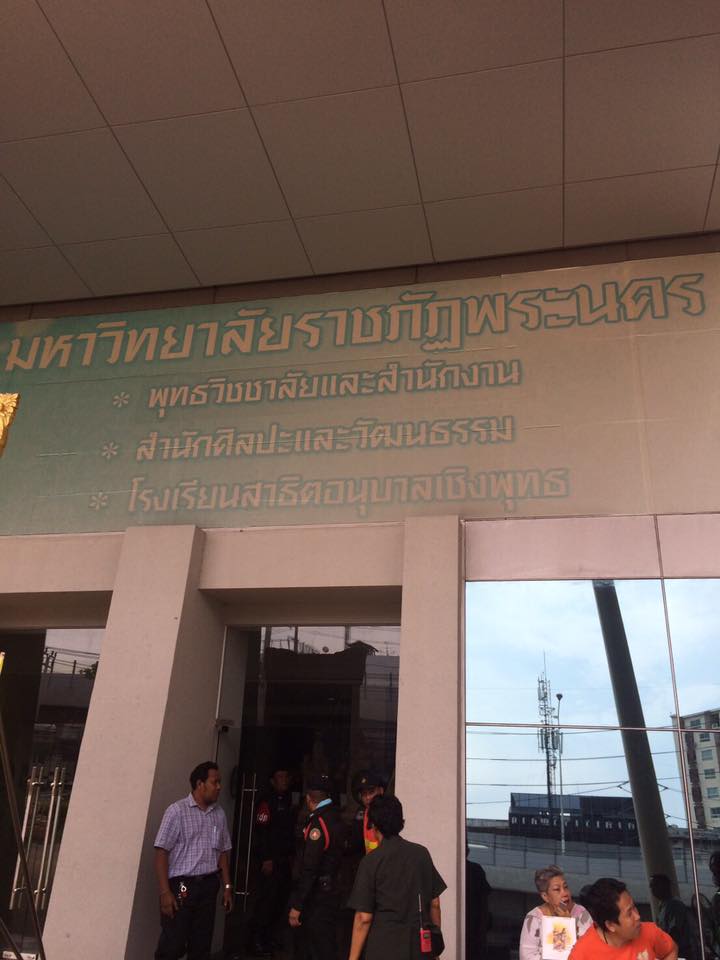 มหาวิทยาลัยราชภัฏพระนคร
* พุทธวิชชาลัยและสำนักงาน
* สำนักศิลปะและวัฒนธรรม
* โรงเรียนสาธิตอนุบาลเชิงพุทธ